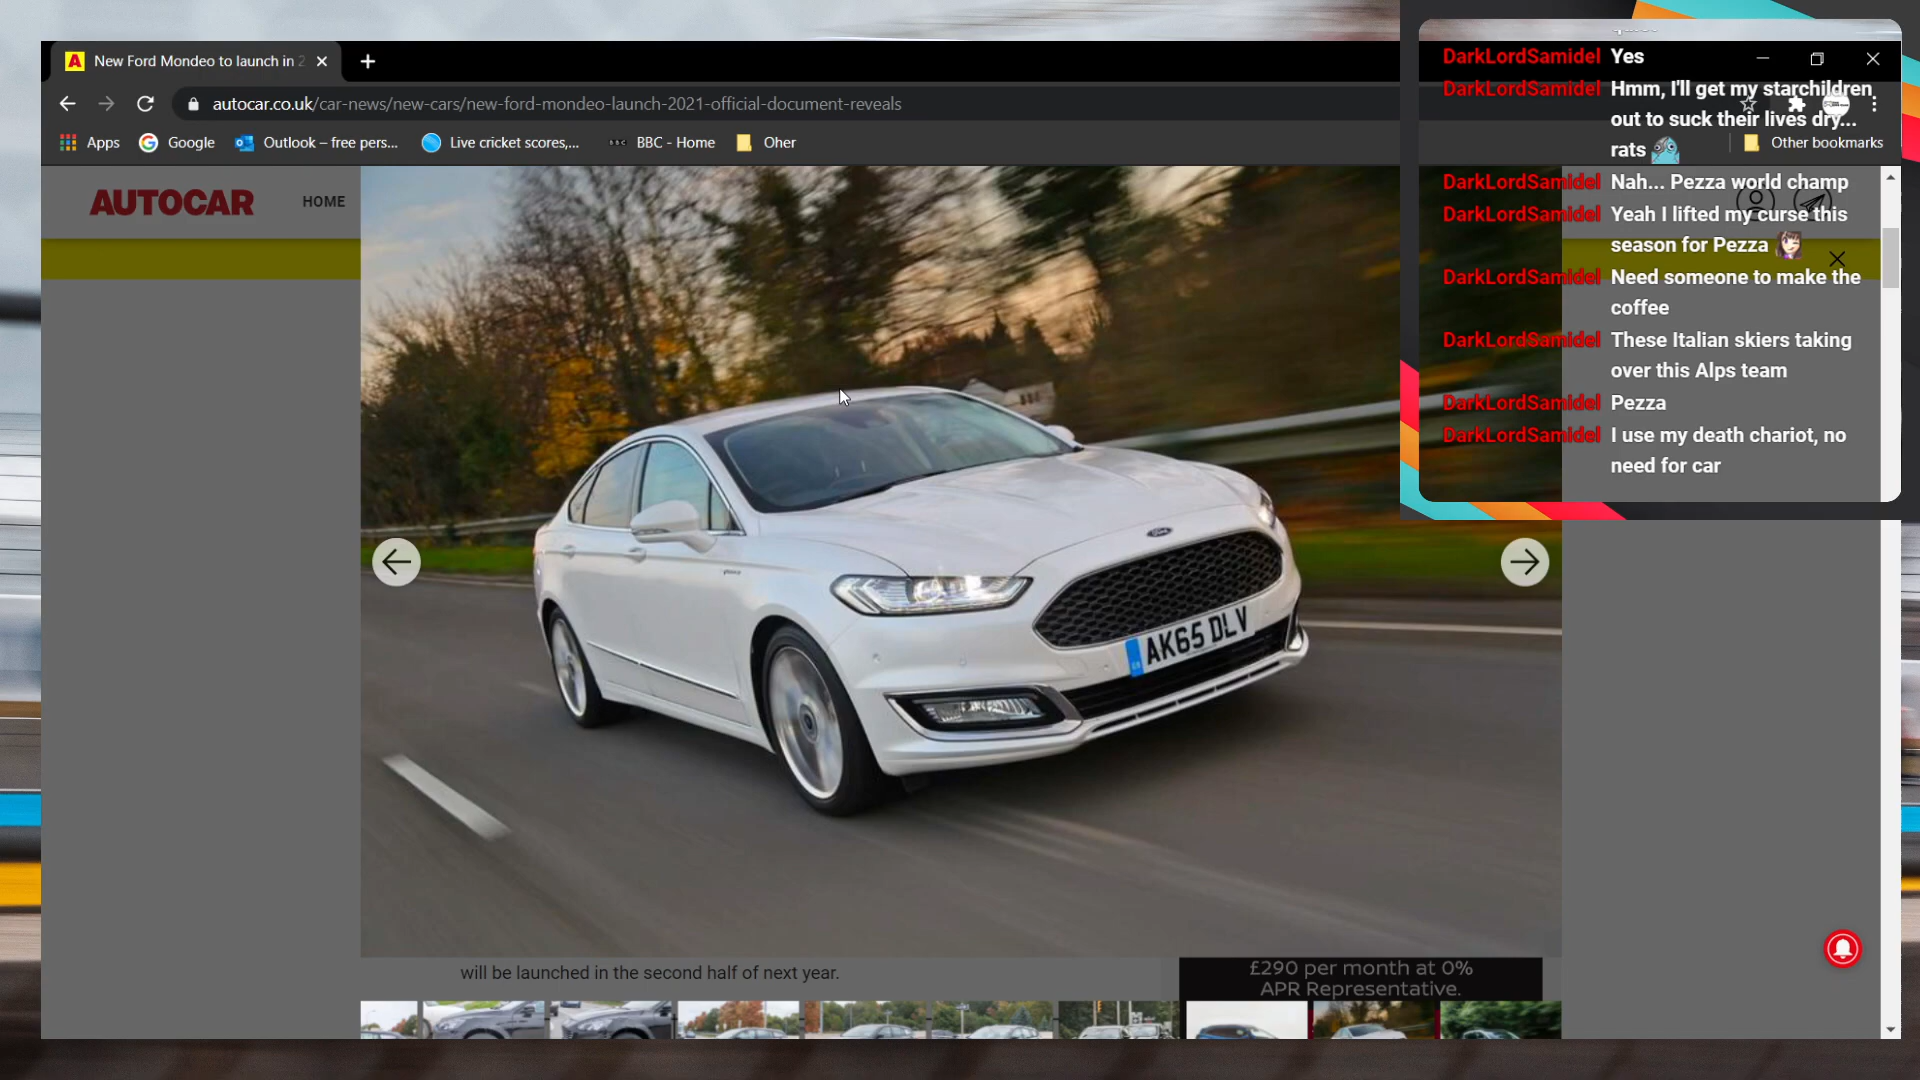 New Ford Mondeo to launch in 2
autocar.co.uk/car-news/new-cars/new-ford-mondeo-launch-2021-official-document-reveals
Apps
Google
Outlook – free pers...
Live cricket scores,...
BBC
BBC - Home
Oher
Other bookmarks
AUTOCAR
HOME
AK65 DLV
will be launched in the second half of next year.
£290 per month at 0%
APR Representative.
DarkLordSamidel Yes
DarkLordSamidel Hmm, I'll get my starchildren
out to suck their lives dry...
rats
DarkLordSamidel Nah... Pezza world champ
DarkLordSamidel Yeah I lifted my curse this
season for Pezza
DarkLordSamidel Need someone to make the
coffee
DarkLordSamidel These Italian skiers taking
over this Alps team
DarkLordSamidel Pezza
DarkLordSamidel I use my death chariot, no
need for car